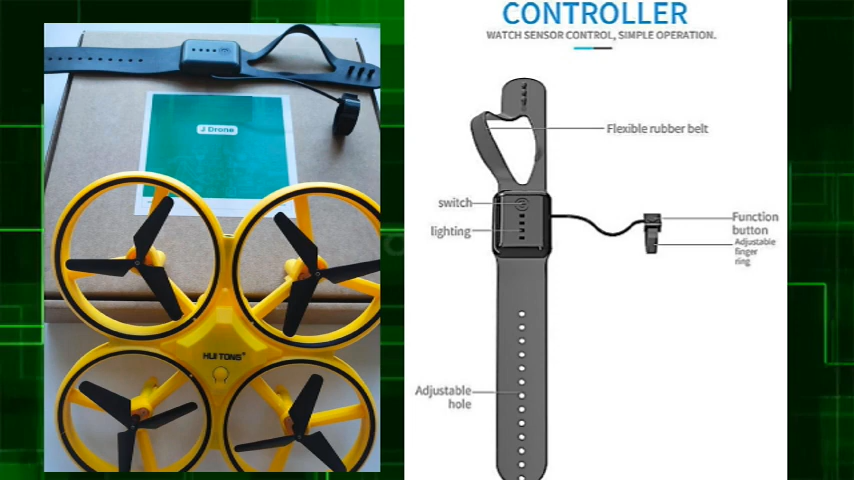 J Drone
HUI TONG
CONTROLLER
WATCH SENSOR CONTROL, SIMPLE OPERATION.
Flexible rubber belt
switch
lighting
Function
button
Adjustable
finger
ring
Adjustable
hole